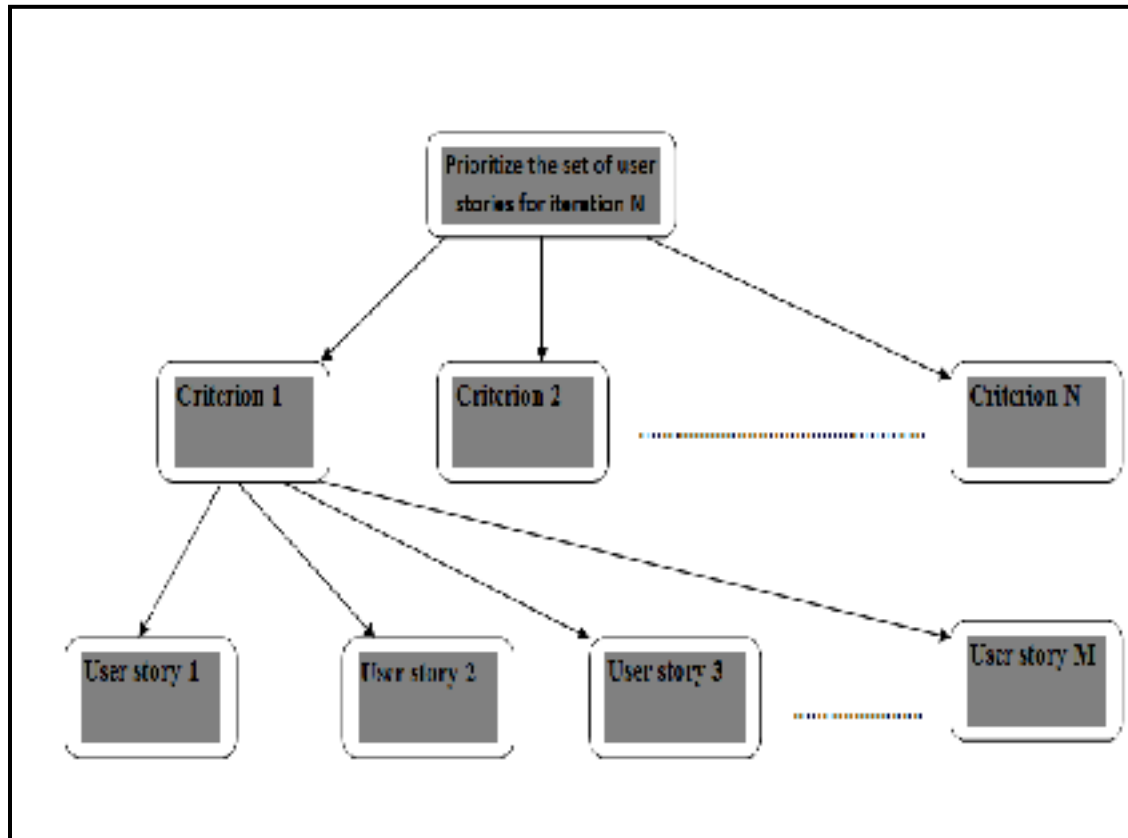 Prioritize the set of user
stories for iteration N
Criterion 1
Criterion 2
Criterion N
User story 1
User story 2
User story 3
User story M